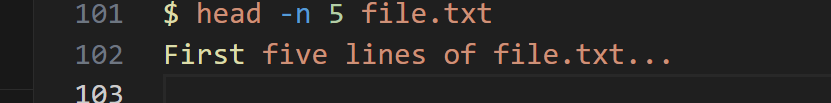 101 $ head -n 5 file.txt
102 First five lines of file.txt...
103